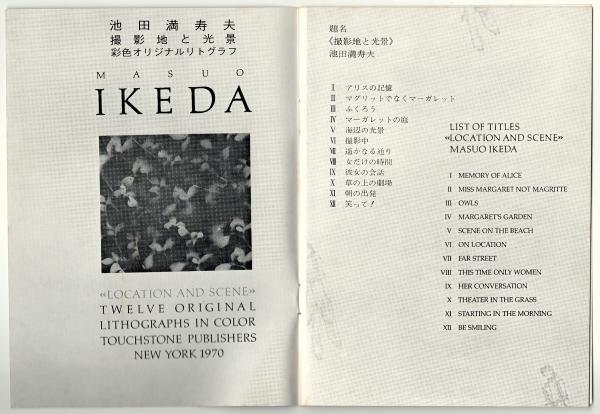 池田満寿夫
撮影地と光景
彩色オリジナルリトグラフ
MASUO
IKEDA
«LOCATION AND SCENE»
TWELVE ORIGINAL
LITHOGRAPHS IN COLOR
TOUCHSTONE PUBLISHERS
NEW YORK 1970
題名
《撮影地と光景》
池田満寿夫
I アリスの記憶
II マグリットでなくマーガレット
III ふくろう
IV マーガレットの庭
V 海辺の光景
VI 撮影中
VII 遥かなる通り
VIII 女だけの時間
IX 彼女の会話
X 草の上の劇場
XI 朝の出発
XII 笑って!
LIST OF TITLES
«LOCATION AND SCENE»
MASUO IKEDA
I MEMORY OF ALICE
II MISS MARGARET NOT MAGRITTE
III OWLS
IV MARGARET'S GARDEN
V SCENE ON THE BEACH
VI ON LOCATION
VII FAR STREET
VIII THIS TIME ONLY WOMEN
IX HER CONVERSATION
X THEATER IN THE GRASS
XI STARTING IN THE MORNING
XII BE SMILING